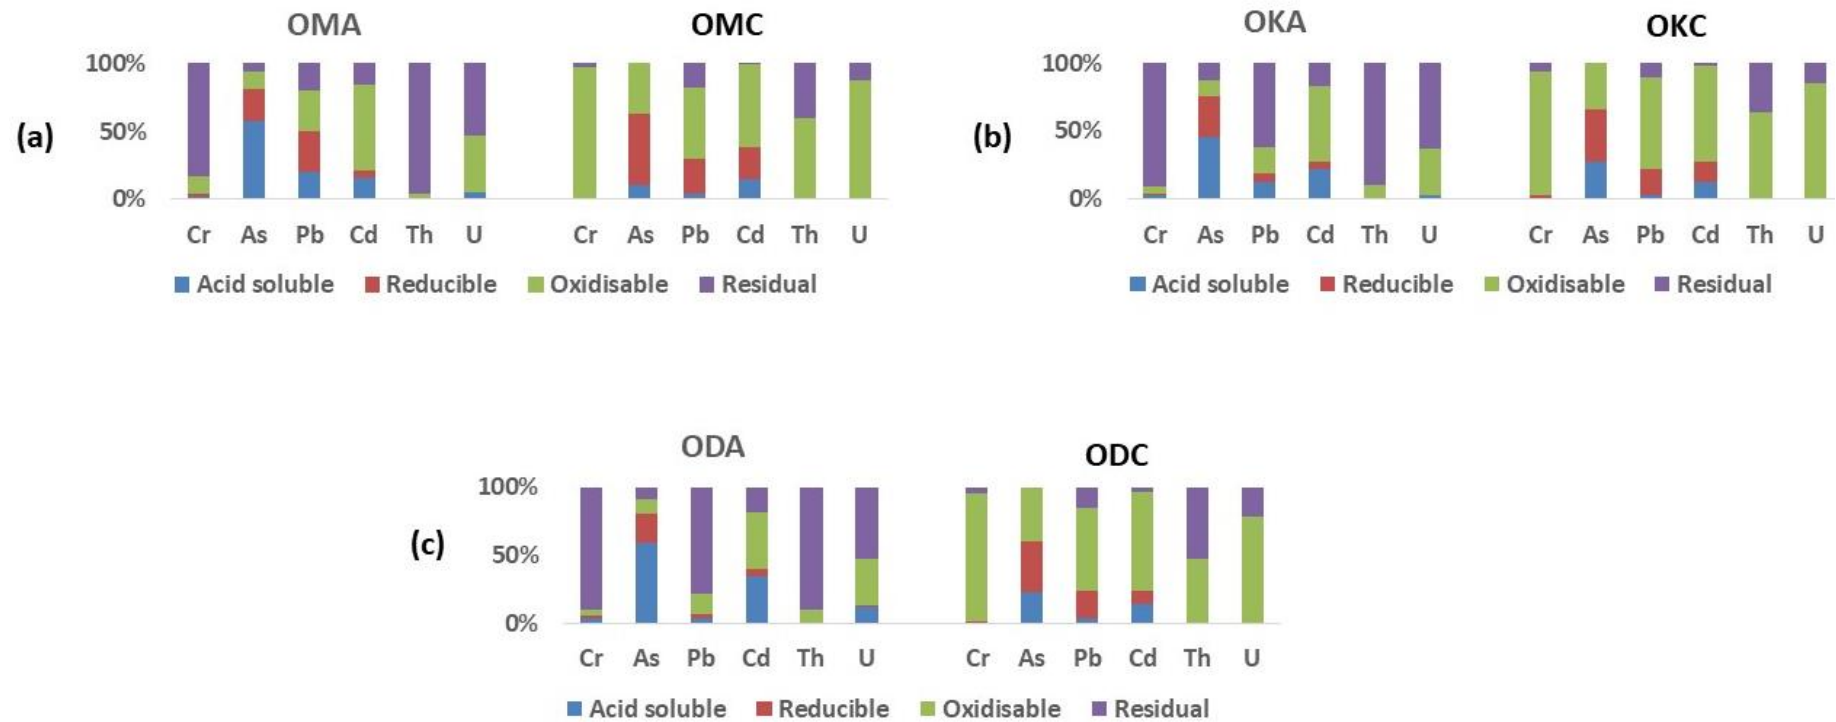 OMA OMC
100%
(a) 50%
0%
Cr As Pb Cd Th U Cr As Pb Cd Th U
Acid soluble Reducible Oxidisable Residual
OKA OKC
100%
(b) 50%
0%
Cr As Pb Cd Th U Cr As Pb Cd Th U
Acid soluble Reducible Oxidisable Residual
ODA ODC
100%
(c) 50%
0%
Cr As Pb Cd Th U Cr As Pb Cd Th U
Acid soluble Reducible Oxidisable Residual